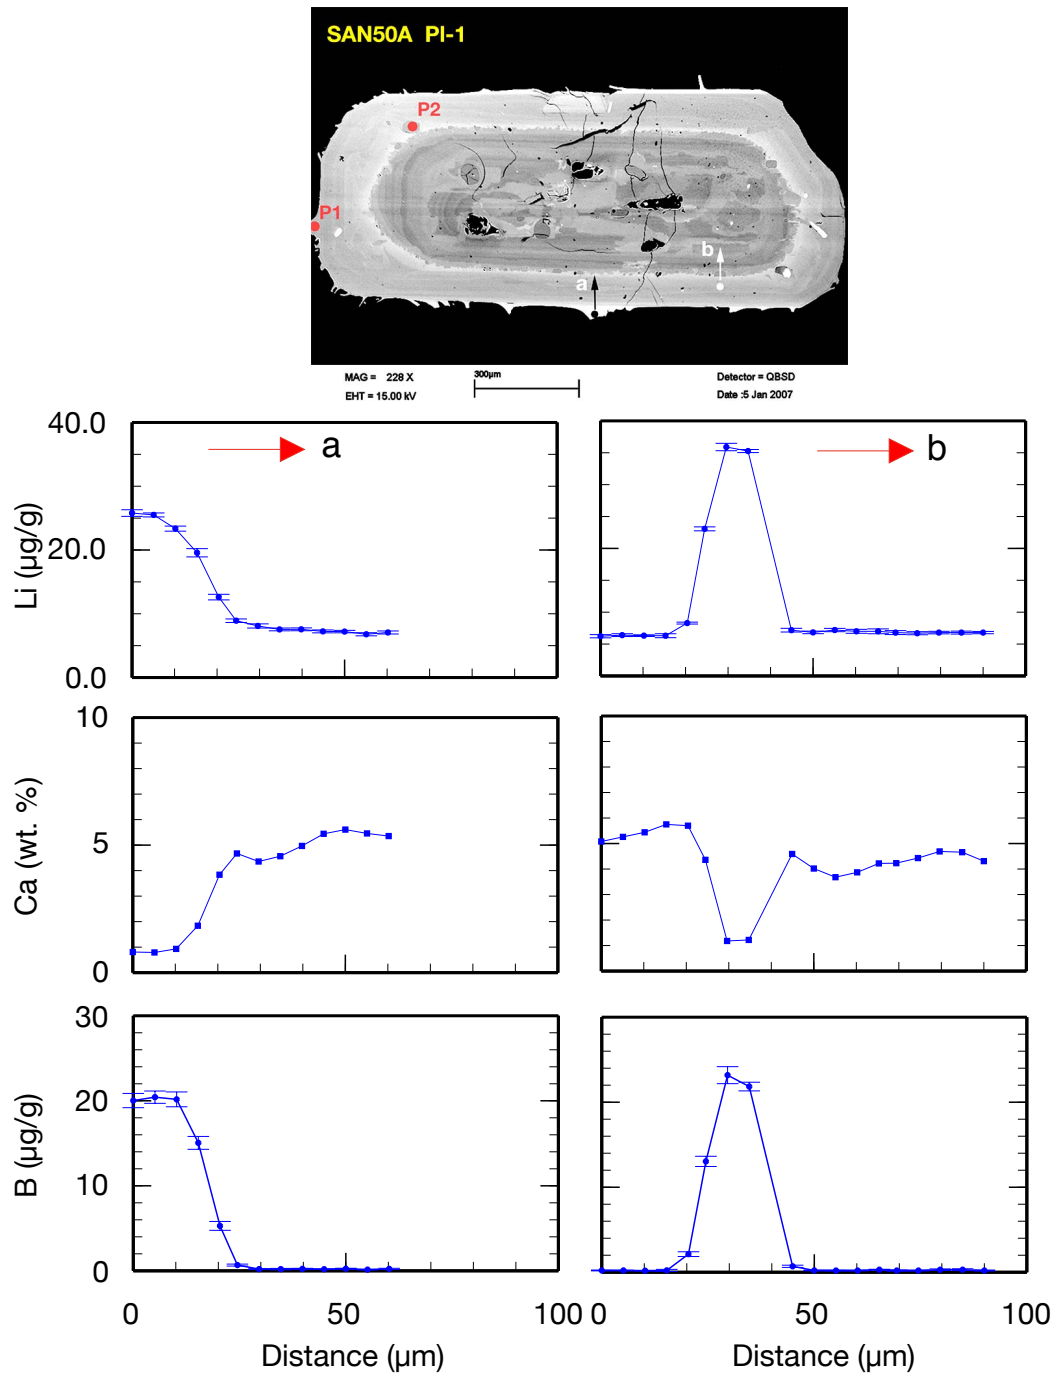 SAN50A Pl-1
P2
P1
b
a
MAG = 228 X
300µm
Detector = QBSD
EHT = 15.00 kV
Date :5 Jan 2007
40.0
20.0
0.0
Li (µg/g)
a
b
10
5
0
Ca (wt. %)
30
20
10
0
B (µg/g)
0 50 100 0 50 100
Distance (µm) Distance (µm)